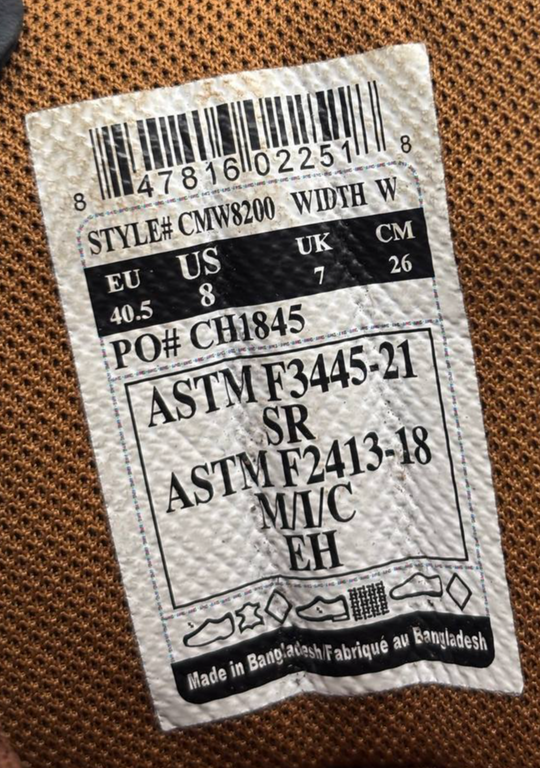 8 47816 02251 8
STYLE# CMW8200 WIDTH W
EU US UK CM
40.5 8 7 26
PO# CH1845
ASTM F3445-21
SR
ASTM F2413-18
M/I/C
EH
Made in Bangladesh/Fabriqué au Bangladesh